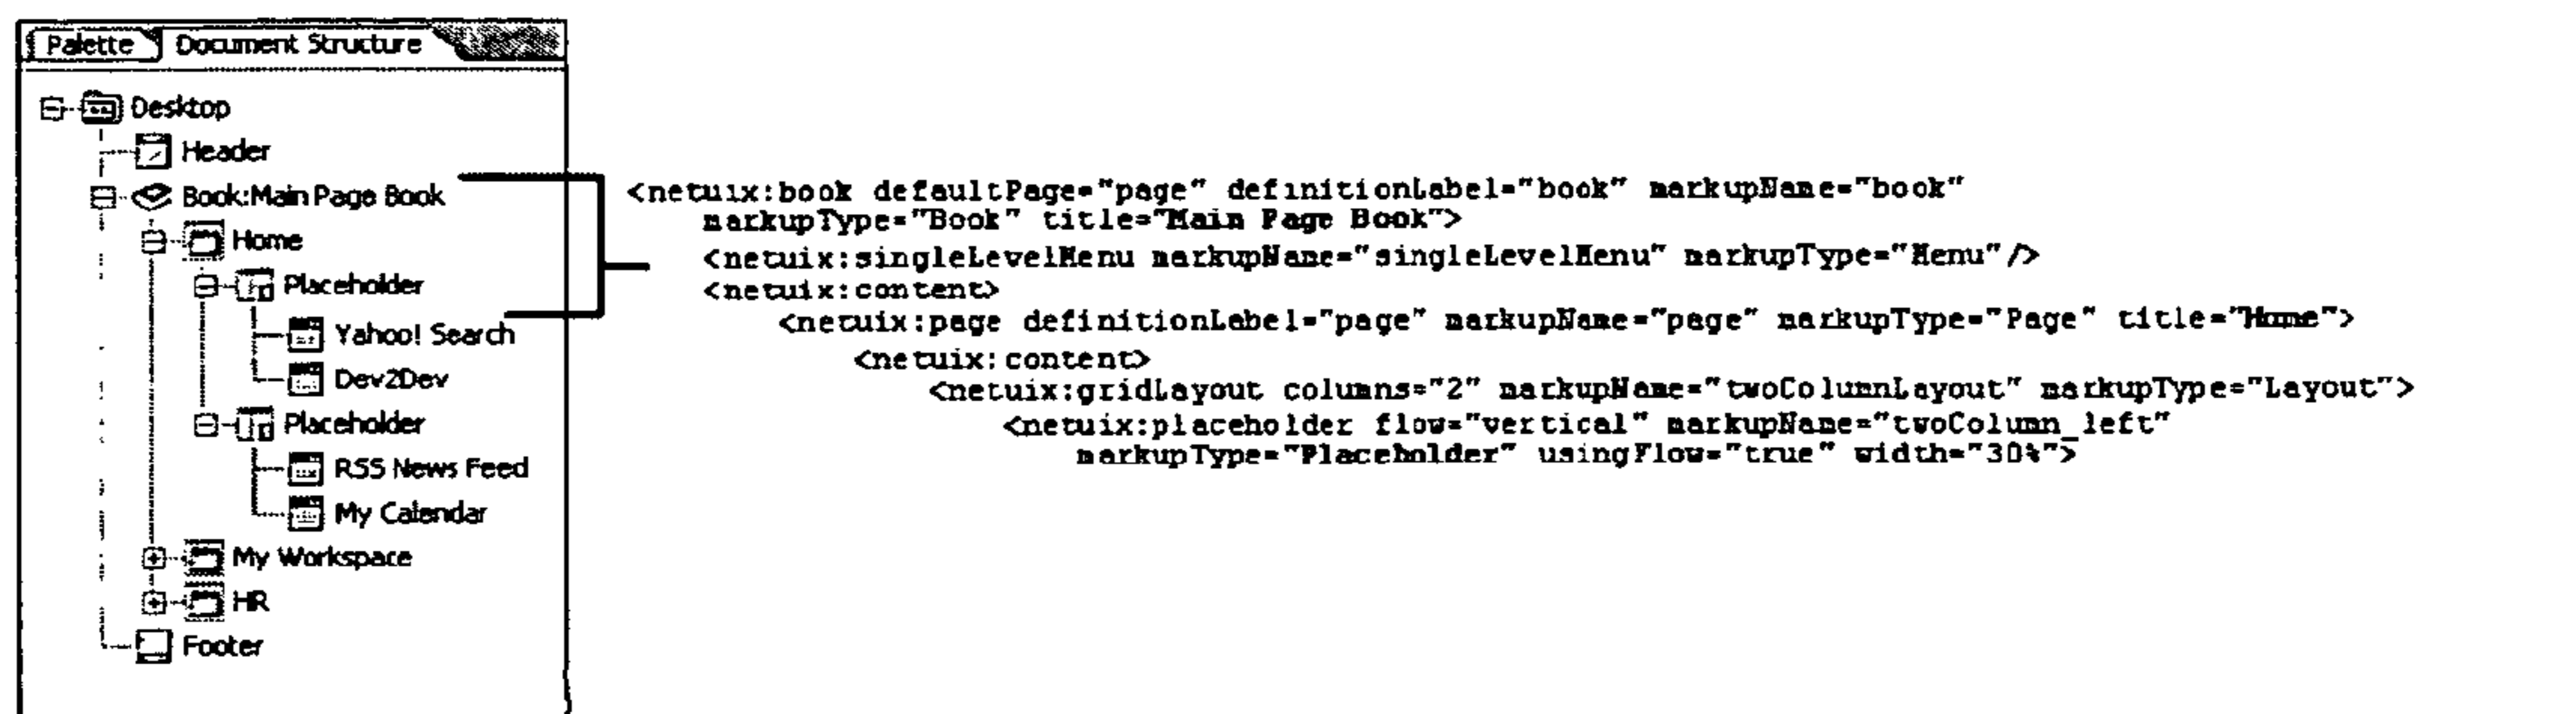 Palette Document Structure
Desktop
Header
Book:Main Page Book
Home
Placeholder
Yahoo! Search
Dev2Dev
Placeholder
RSS News Feed
My Calendar
My Workspace
HR
Footer
<netuix:book defaultPage="page" definitionLabel="book" markupName="book"
markupType="Book" title="Main Page Book">
<netuix:singleLevelMenu markupName="singleLevelMenu" markupType="Menu"/>
<netuix:content>
<netuix:page definitionLabel="page" markupName="page" markupType="Page" title="Home">
<netuix:content>
<netuix:gridLayout columns="2" markupName="twoColumnLayout" markupType="Layout">
<netuix:placeholder flow="vertical" markupName="twoColumn_left"
markupType="Placeholder" usingFlow="true" width="30%">